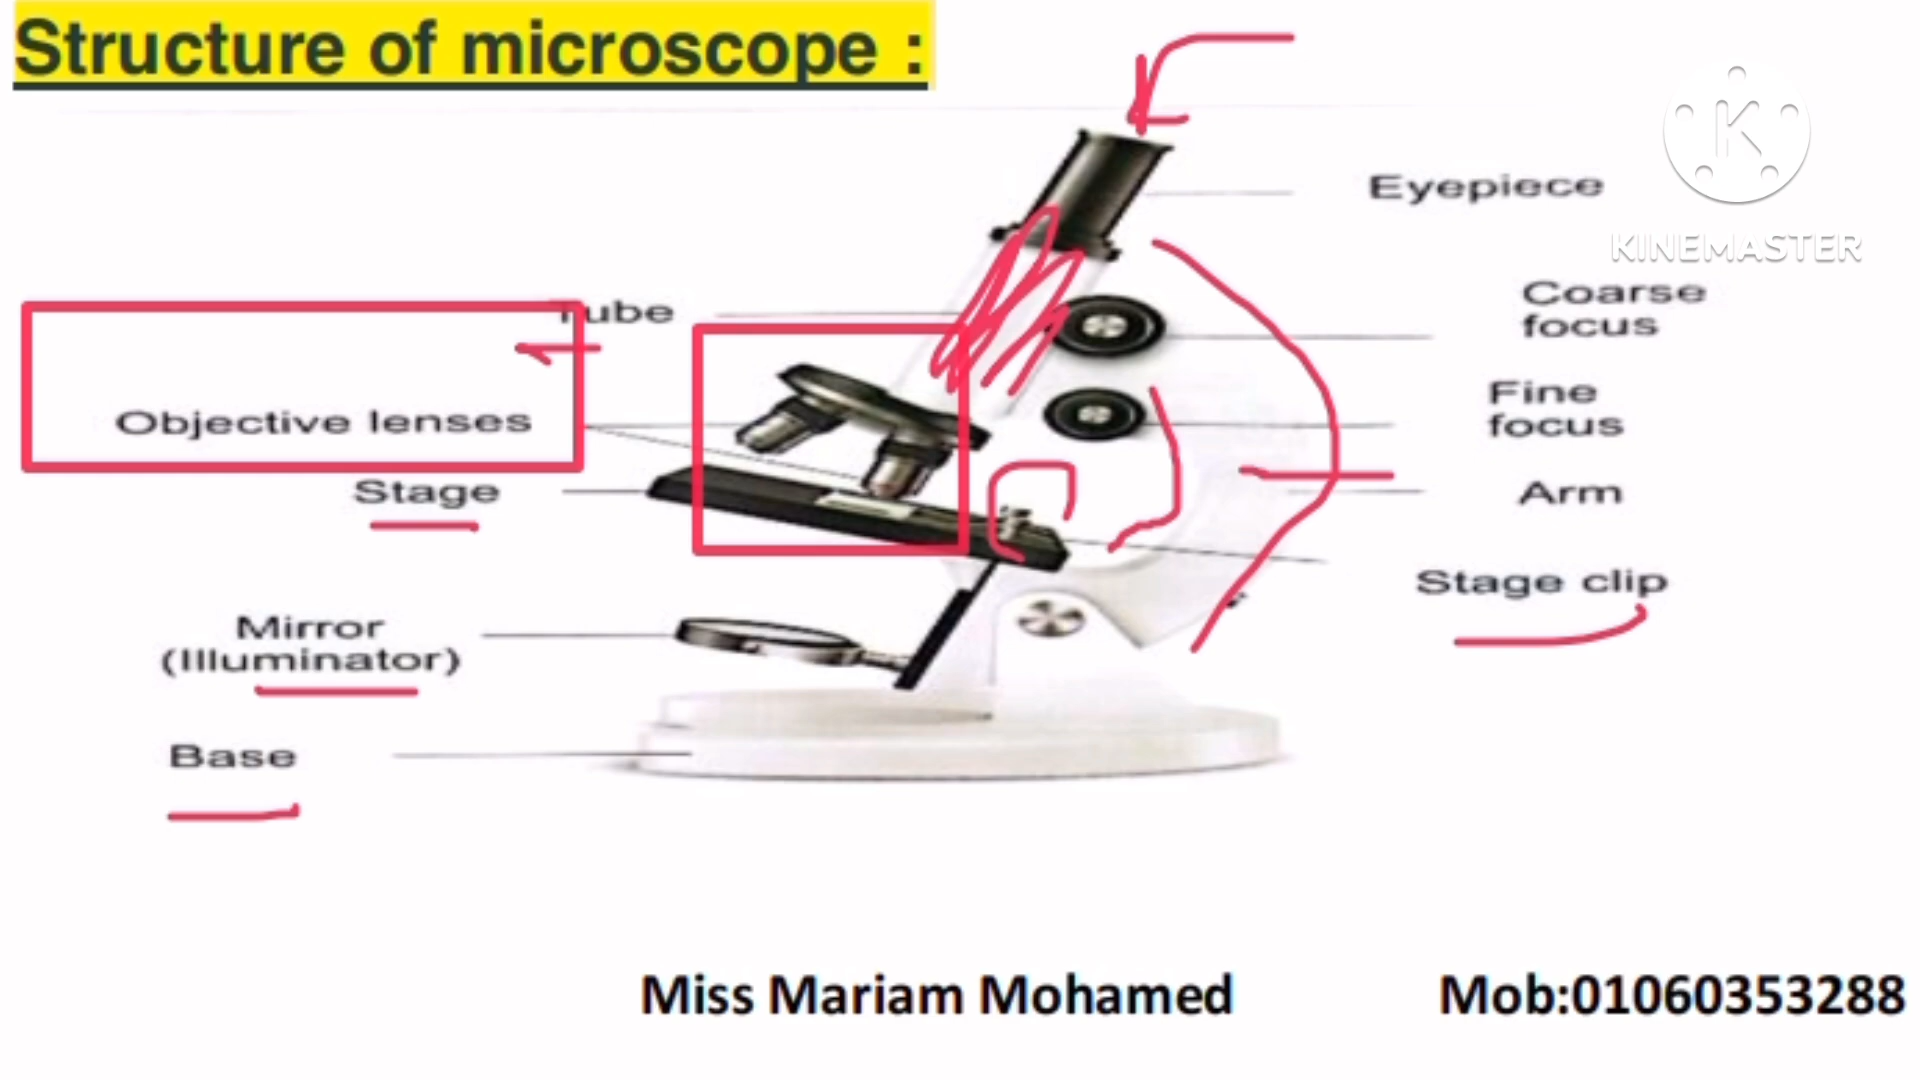 Structure of microscope :
K
KINEMASTER
Eyepiece
Tube
Coarse
focus
Objective lenses
Fine
focus
Stage
Arm
Stage clip
Mirror
(Illuminator)
Base
Miss Mariam Mohamed
Mob:01060353288